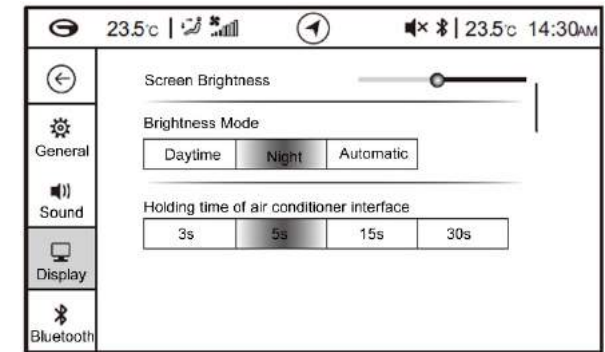 23.5°c | | 23.5°c 14:30AM
Screen Brightness
General
Brightness Mode
Daytime Night Automatic
Sound
Holding time of air conditioner interface
3s 5s 15s 30s
Display
Bluetooth